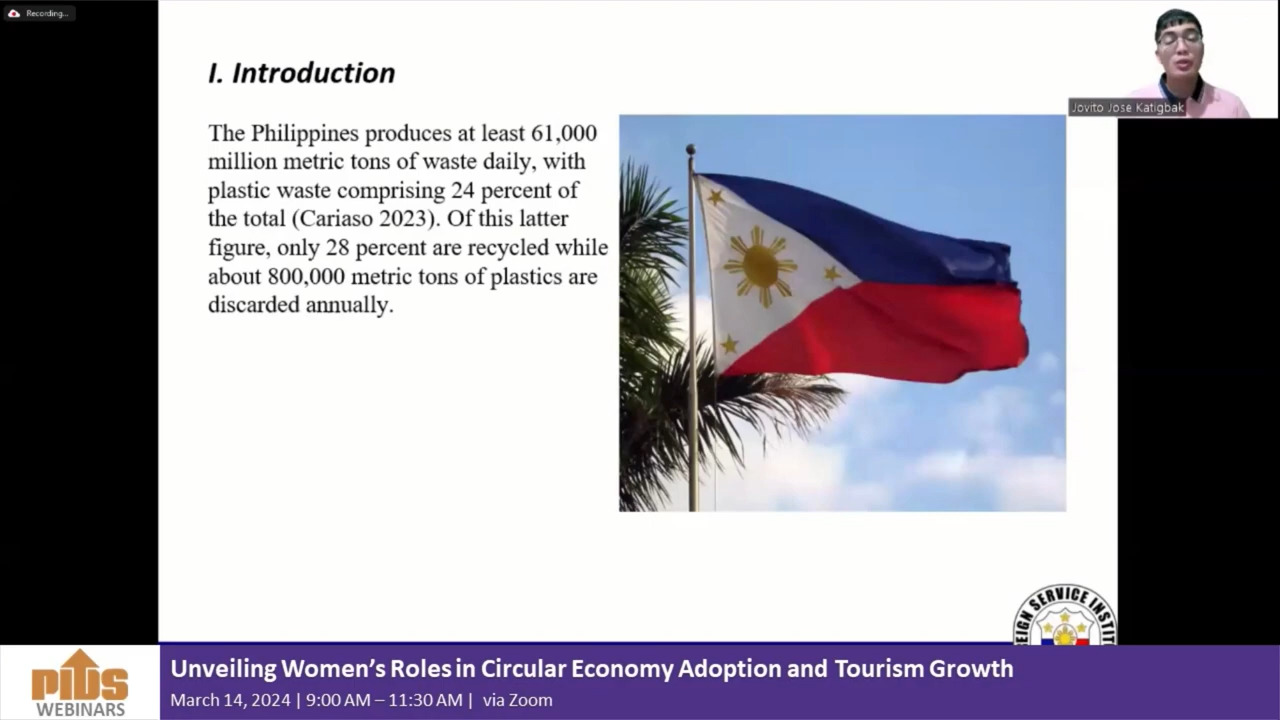 Recording...
I. Introduction
The Philippines produces at least 61,000
million metric tons of waste daily, with
plastic waste comprising 24 percent of
the total (Cariaso 2023). Of this latter
figure, only 28 percent are recycled while
about 800,000 metric tons of plastics are
discarded annually.
Jovito Jose Katigbak
EIGN SERVICE INSTIT
PIDS
WEBINARS
Unveiling Women's Roles in Circular Economy Adoption and Tourism Growth
March 14, 2024 | 9:00 AM – 11:30 AM | via Zoom